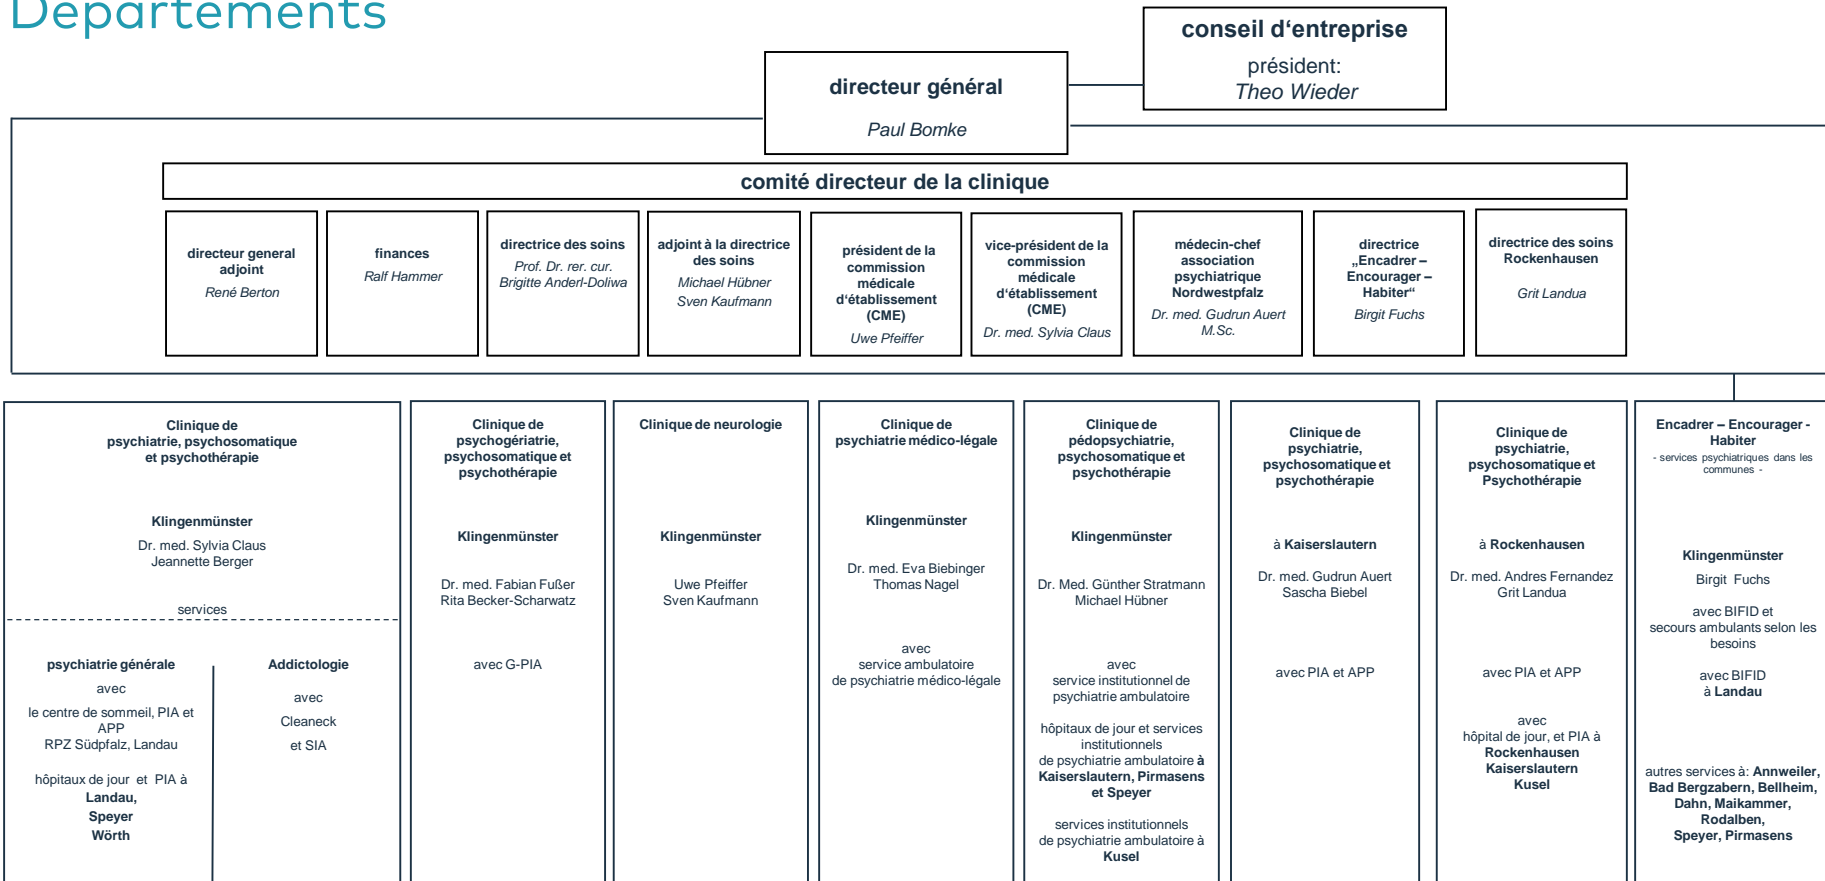 Départements
conseil d‘entreprise
président:
Theo Wieder
directeur général
Paul Bomke
comité directeur de la clinique
directeur general
adjoint
René Berton
finances
Ralf Hammer
directrice des soins
Prof. Dr. rer. cur.
Brigitte Anderl-Doliwa
adjoint à la directrice
des soins
Michael Hübner
Sven Kaufmann
président de la
commission
médicale
d‘établissement
(CME)
Uwe Pfeiffer
vice-président de la
commission
médicale
d‘établissement
(CME)
Dr. med. Sylvia Claus
médecin-chef
association
psychiatrique
Nordwestpfalz
Dr. med. Gudrun Auert
M.Sc.
directrice
„Encadrer –
Encourager –
Habiter“
Birgit Fuchs
directrice des soins
Rockenhausen
Grit Landua
Clinique de
psychiatrie, psychosomatique
et psychothérapie
Klingenmünster
Dr. med. Sylvia Claus
Jeannette Berger
services
psychiatrie générale
avec
le centre de sommeil, PIA et
APP
RPZ Südpfalz, Landau
hôpitaux de jour et PIA à
Landau,
Speyer
Wörth
Addictologie
avec
Cleaneck
et SIA
Clinique de
psychogériatrie,
psychosomatique et
psychothérapie
Klingenmünster
Dr. med. Fabian Fußer
Rita Becker-Scharwatz
avec G-PIA
Clinique de neurologie
Klingenmünster
Uwe Pfeiffer
Sven Kaufmann
Clinique de
psychiatrie médico-légale
Klingenmünster
Dr. med. Eva Biebinger
Thomas Nagel
avec
service ambulatoire
de psychiatrie médico-légale
Clinique de
pédopsychiatrie,
psychosomatique et
psychothérapie
Klingenmünster
Dr. Med. Günther Stratmann
Michael Hübner
avec
service institutionnel de
psychiatrie ambulatoire
hôpitaux de jour et services
institutionnels
de psychiatrie ambulatoire à
Kaiserslautern, Pirmasens
et Speyer
services institutionnels
de psychiatrie ambulatoire à
Kusel
Clinique de
psychiatrie,
psychosomatique et
psychothérapie
à Kaiserslautern
Dr. med. Gudrun Auert
Sascha Biebel
avec PIA et APP
Clinique de
psychiatrie,
psychosomatique et
Psychothérapie
à Rockenhausen
Dr. med. Andres Fernandez
Grit Landua
avec PIA et APP
avec
hôpital de jour, et PIA à
Rockenhausen
Kaiserslautern
Kusel
Encadrer – Encourager -
Habiter
- services psychiatriques dans les
communes -
Klingenmünster
Birgit Fuchs
avec BIFID et
secours ambulants selon les
besoins
avec BIFID
à Landau
autres services à: Annweiler,
Bad Bergzabern, Bellheim,
Dahn, Maikammer,
Rodalben,
Speyer, Pirmasens